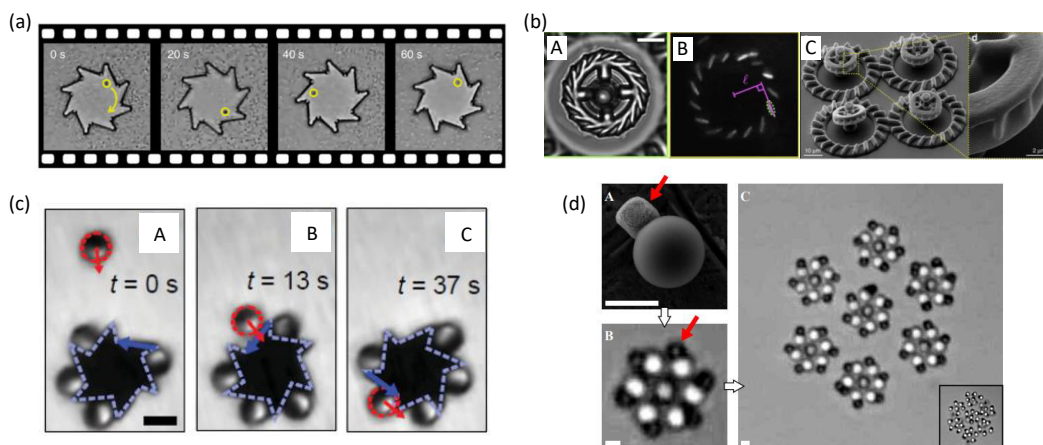 (a)
0 s
20 s
40 s
60 s
(b)
A
B
ℓ
C
d
10 μm
2 μm
(c)
A
t = 0 s
B
t = 13 s
C
t = 37 s
(d)
A
B
C